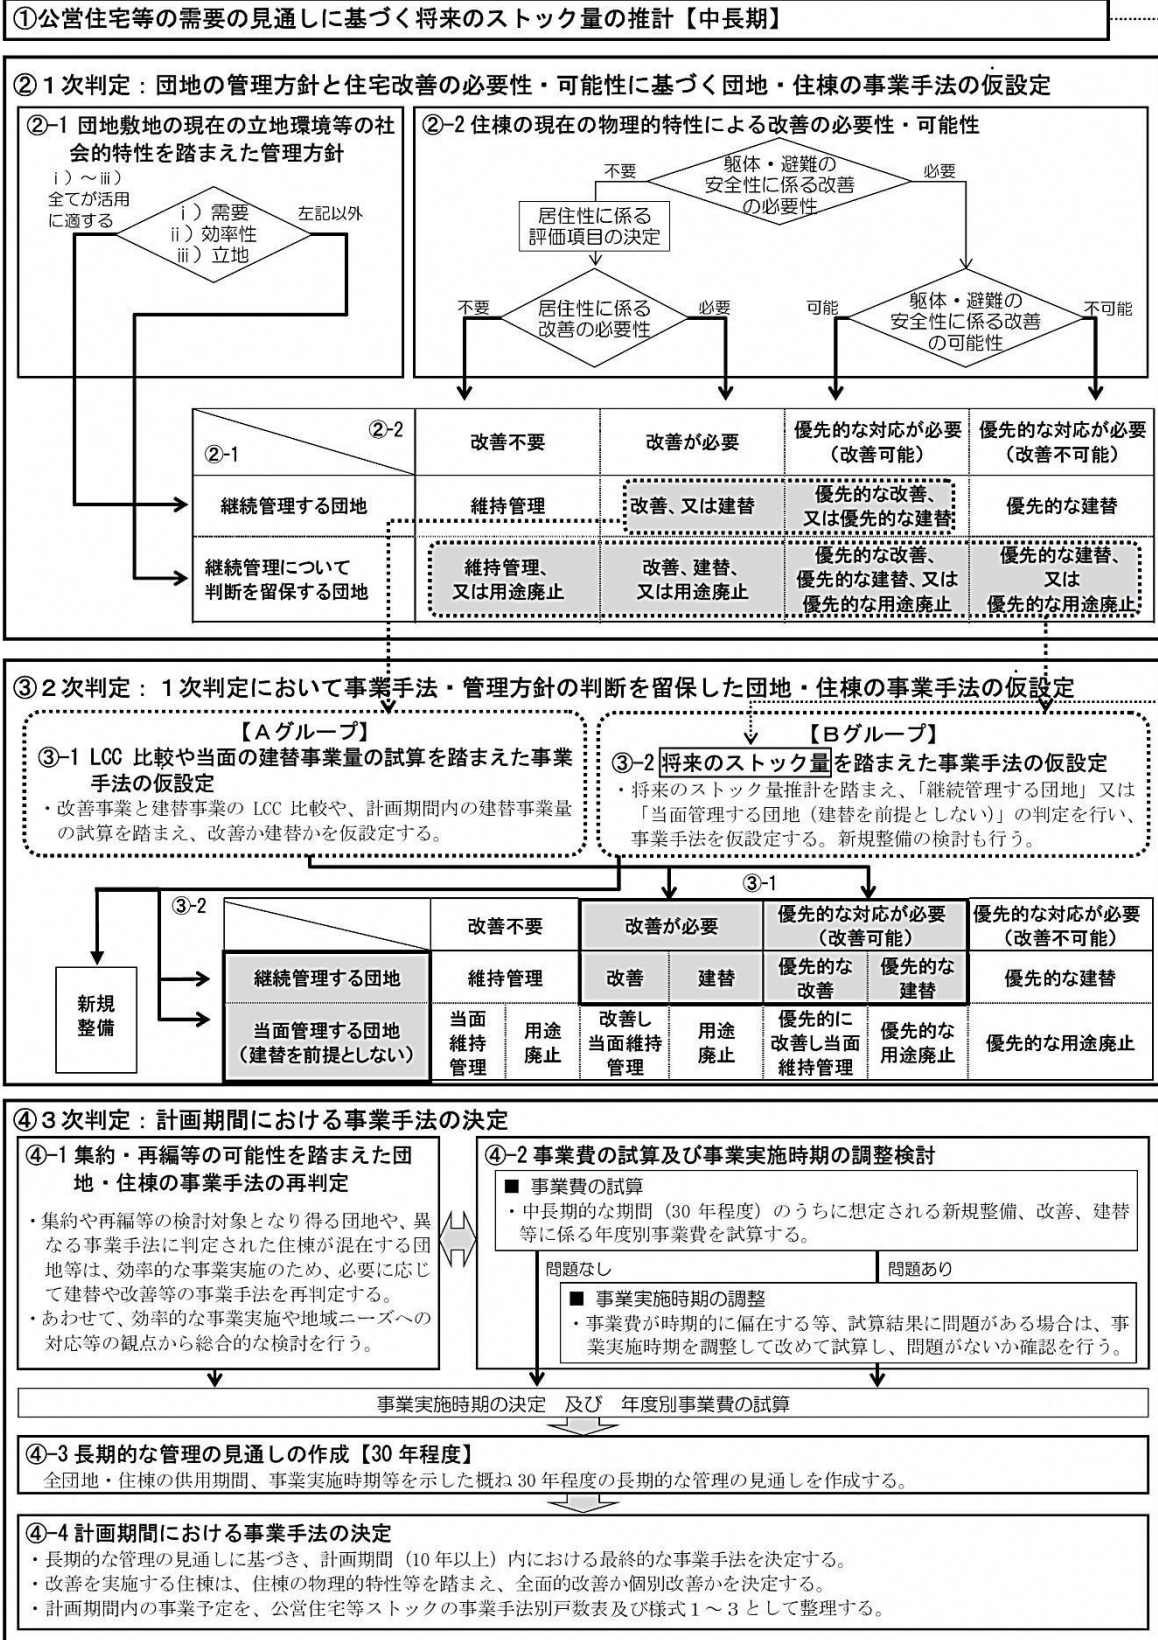 ①公営住宅等の需要の見通しに基づく将来のストック量の推計【中長期】
②１次判定：団地の管理方針と住宅改善の必要性・可能性に基づく団地・住棟の事業手法の仮設定
②-1 団地敷地の現在の立地環境等の社
会的特性を踏まえた管理方針
ⅰ）～ⅲ）
全てが活用
に適する
ⅰ）需要
ⅱ）効率性
ⅲ）立地
左記以外
②-2 住棟の現在の物理的特性による改善の必要性・可能性
不要
躯体・避難の
安全性に係る改善
の必要性
必要
居住性に係る
評価項目の決定
不要
居住性に係る
改善の必要性
必要
可能
躯体・避難の
安全性に係る改善
の可能性
不可能
②-2
②-1
改善不要
改善が必要
優先的な対応が必要
（改善可能）
優先的な対応が必要
（改善不可能）
継続管理する団地
維持管理
改善、又は建替
優先的な改善、
又は優先的な建替
優先的な建替
継続管理について
判断を留保する団地
維持管理、
又は用途廃止
改善、建替、
又は用途廃止
優先的な改善、
優先的な建替、又は
優先的な用途廃止
優先的な建替、
又は
優先的な用途廃止
③２次判定：１次判定において事業手法・管理方針の判断を留保した団地・住棟の事業手法の仮設定
【Ａグループ】
③-1 LCC 比較や当面の建替事業量の試算を踏まえた事業
手法の仮設定
・改善事業と建替事業の LCC 比較や、計画期間内の建替事業量
の試算を踏まえ、改善か建替かを仮設定する。
【Ｂグループ】
③-2 将来のストック量を踏まえた事業手法の仮設定
・将来のストック量推計を踏まえ、「継続管理する団地」又は
「当面管理する団地（建替を前提としない）」の判定を行い、
事業手法を仮設定する。新規整備の検討も行う。
③-1
③-2
改善不要
改善が必要
優先的な対応が必要
（改善可能）
優先的な対応が必要
（改善不可能）
新規
整備
継続管理する団地
維持管理
改善
建替
優先的な
改善
優先的な
建替
優先的な建替
当面管理する団地
（建替を前提としない）
当面
維持
管理
用途
廃止
改善し
当面維持
管理
用途
廃止
優先的に
改善し当面
維持管理
優先的な
用途廃止
優先的な用途廃止
④３次判定：計画期間における事業手法の決定
④-1 集約・再編等の可能性を踏まえた団
地・住棟の事業手法の再判定
・集約や再編等の検討対象となり得る団地や、異
なる事業手法に判定された住棟が混在する団
地等は、効率的な事業実施のため、必要に応じ
て建替や改善等の事業手法を再判定する。
・あわせて、効率的な事業実施や地域ニーズへの
対応等の観点から総合的な検討を行う。
④-2 事業費の試算及び事業実施時期の調整検討
■ 事業費の試算
・中長期的な期間（30 年程度）のうちに想定される新規整備、改善、建替
等に係る年度別事業費を試算する。
問題なし
問題あり
■ 事業実施時期の調整
・事業費が時期的に偏在する等、試算結果に問題がある場合は、事
業実施時期を調整して改めて試算し、問題がないか確認を行う。
事業実施時期の決定　及び　年度別事業費の試算
④-3 長期的な管理の見通しの作成【30 年程度】
全団地・住棟の供用期間、事業実施時期等を示した概ね 30 年程度の長期的な管理の見通しを作成する。
④-4 計画期間における事業手法の決定
・長期的な管理の見通しに基づき、計画期間（10 年以上）内における最終的な事業手法を決定する。
・改善を実施する住棟は、住棟の物理的特性等を踏まえ、全面的改善か個別改善かを決定する。
・計画期間内の事業予定を、公営住宅等ストックの事業手法別戸数表及び様式１～３として整理する。